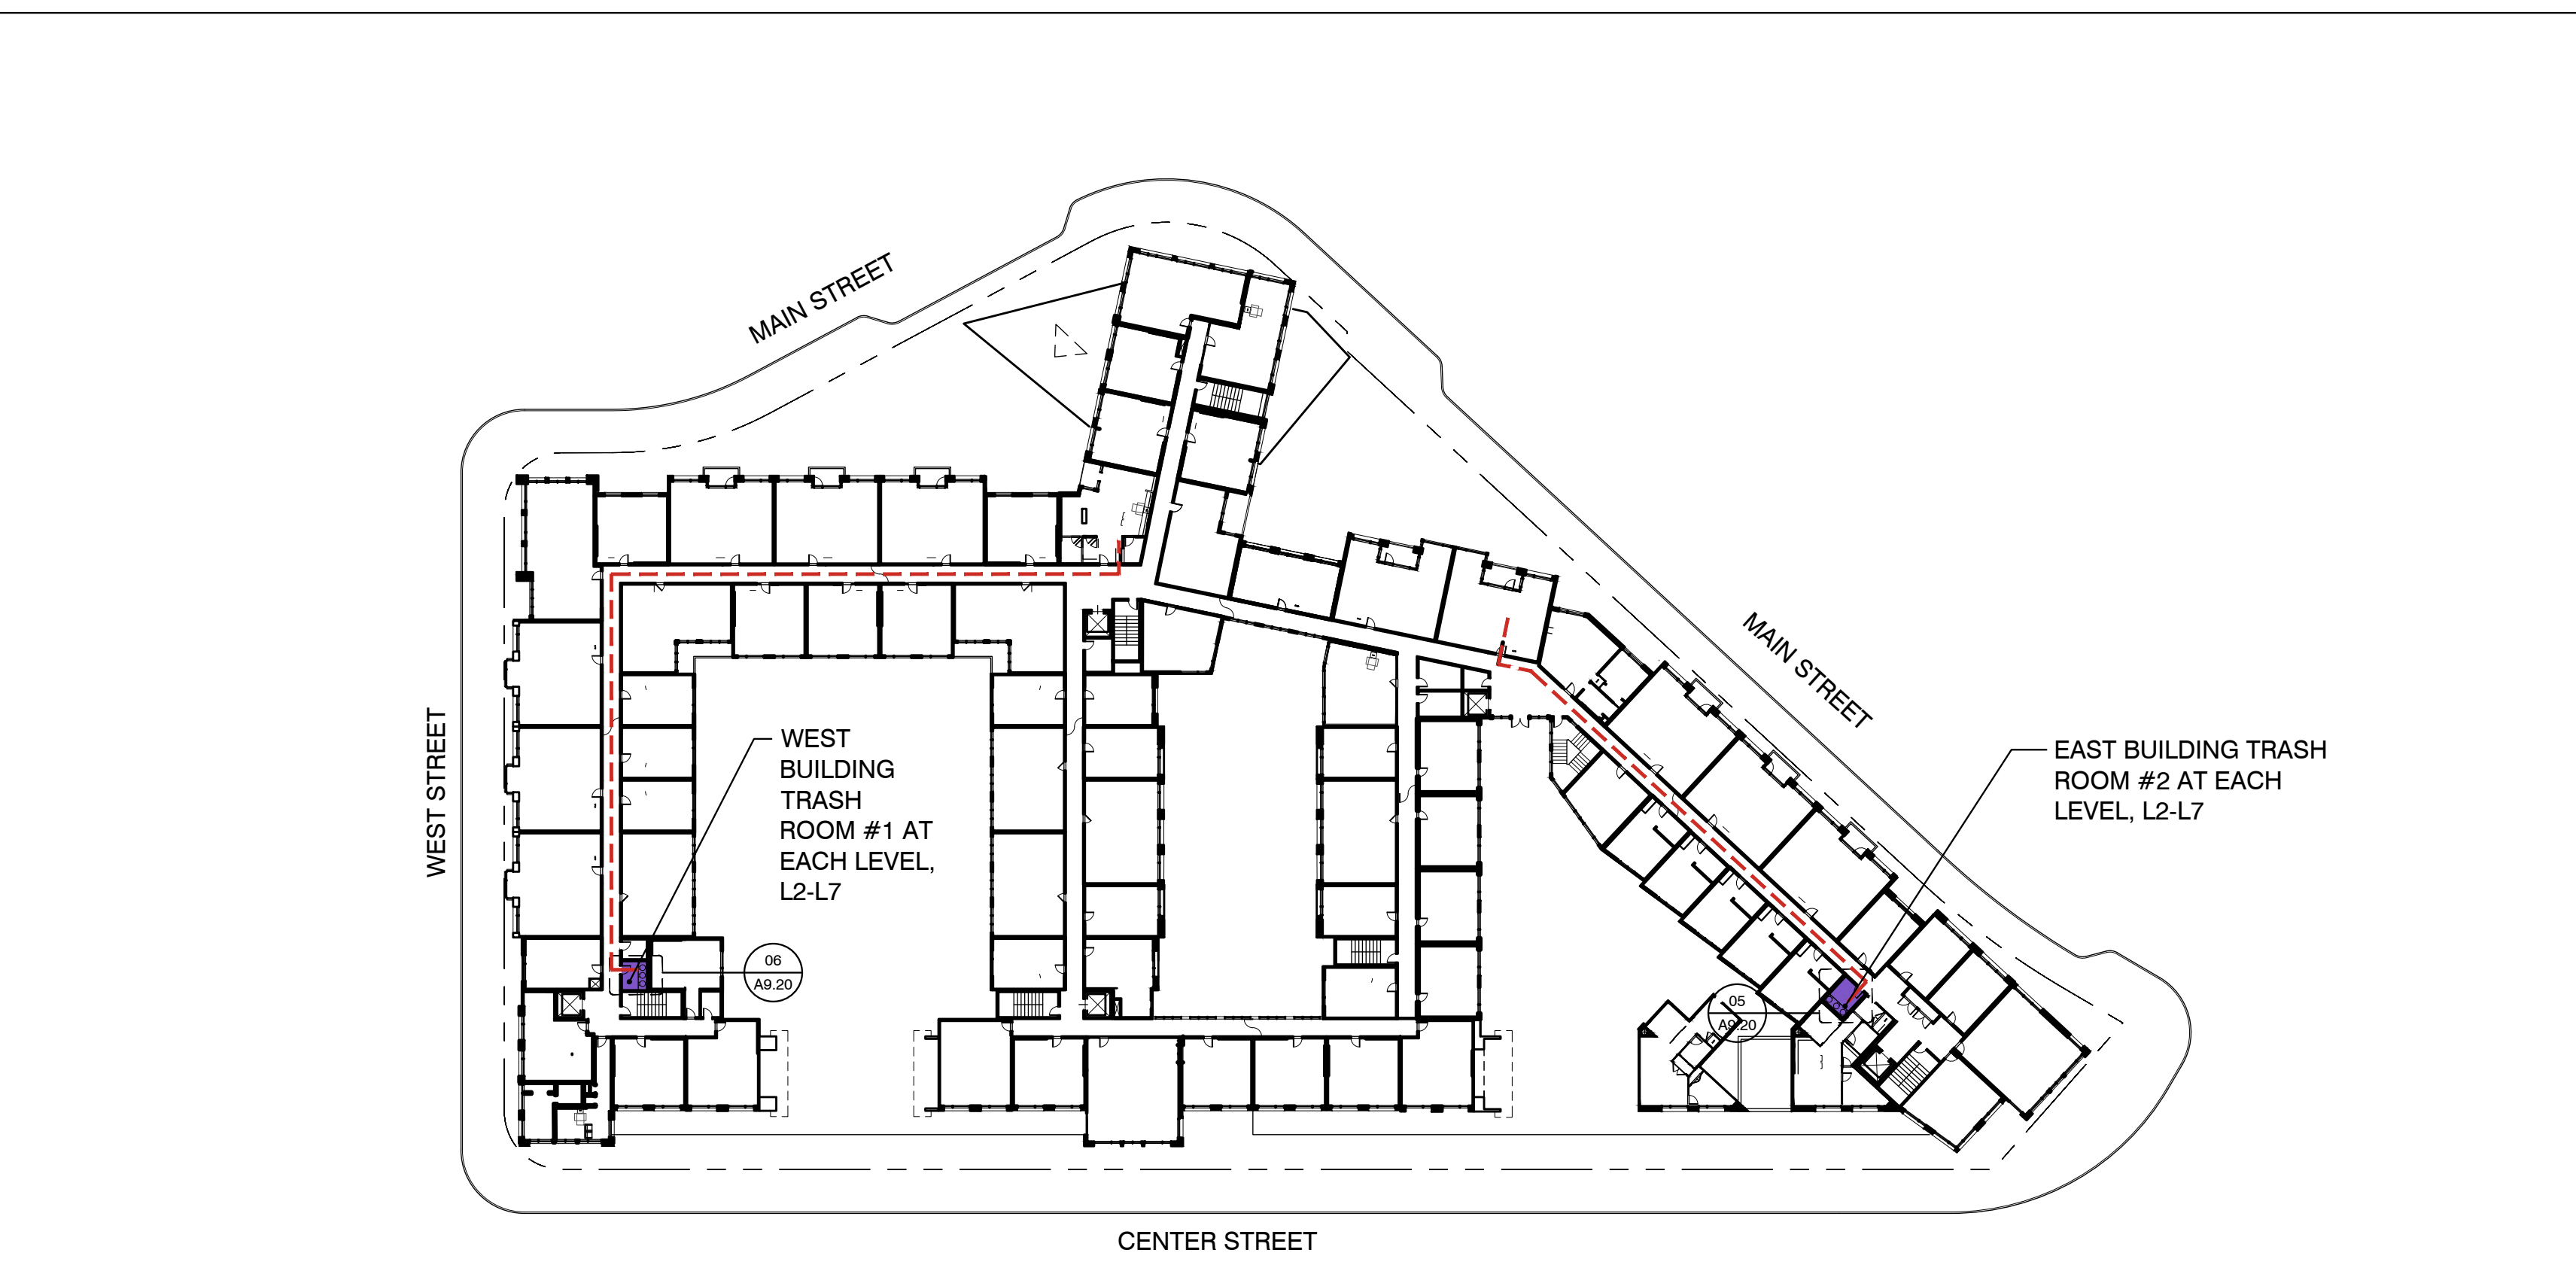 MAIN STREET
MAIN STREET
WEST STREET
WEST
BUILDING
TRASH
ROOM #1 AT
EACH LEVEL,
L2-L7
EAST BUILDING TRASH
ROOM #2 AT EACH
LEVEL, L2-L7
06
A9.20
05
A9.20
CENTER STREET